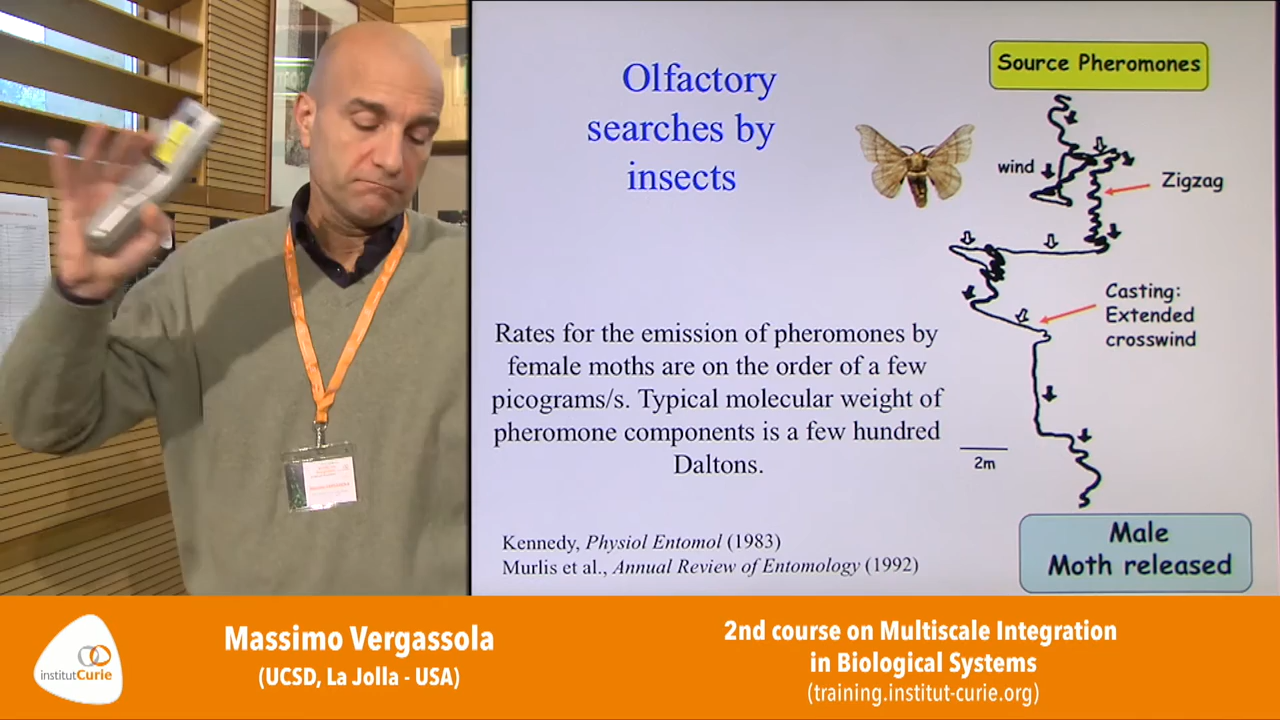 Olfactory
searches by
insects
Source Pheromones
wind
Zigzag
Casting:
Extended
crosswind
Rates for the emission of pheromones by
female moths are on the order of a few
picograms/s. Typical molecular weight of
pheromone components is a few hundred
Daltons.
2m
Male
Moth released
Kennedy, Physiol Entomol (1983)
Murlis et al., Annual Review of Entomology (1992)
institutCurie
Massimo Vergassola
(UCSD, La Jolla - USA)
2nd course on Multiscale Integration
in Biological Systems
(training.institut-curie.org)